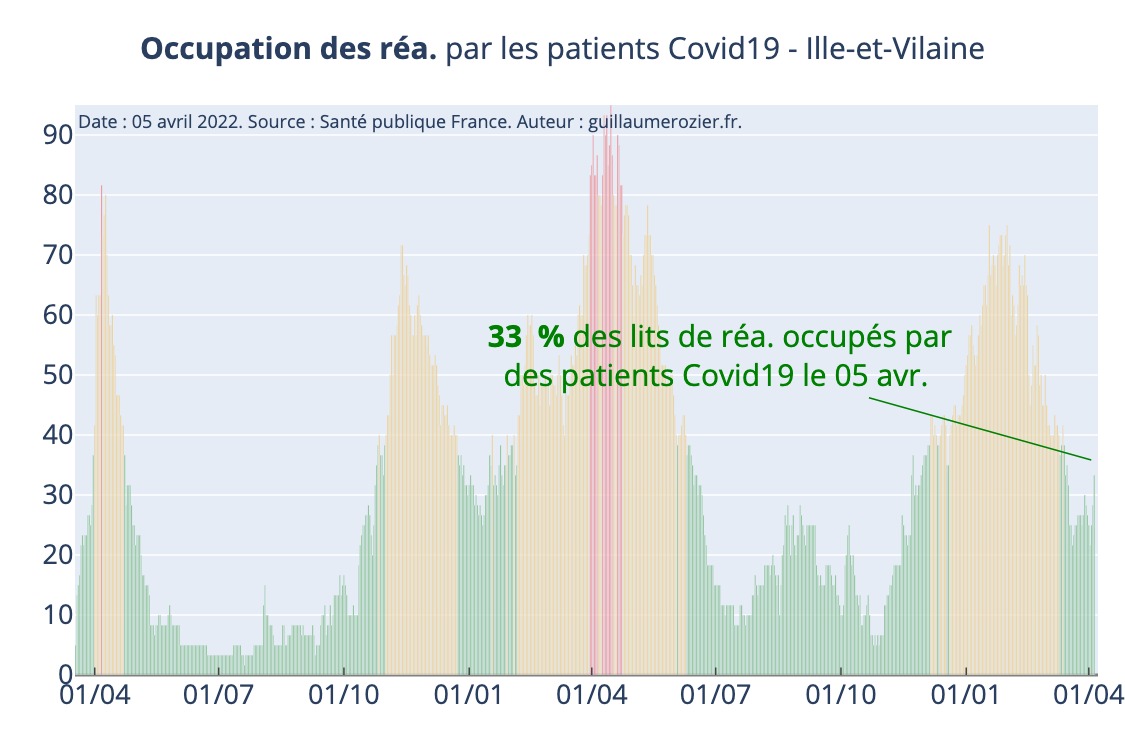 Occupation des réa. par les patients Covid19 - Ille-et-Vilaine
Date : 05 avril 2022. Source : Santé publique France. Auteur : guillaumerozier.fr.
90
80
70
60
50
40
30
20
10
0
33 % des lits de réa. occupés par
des patients Covid19 le 05 avr.
01/04 01/07 01/10 01/01 01/04 01/07 01/10 01/01 01/04